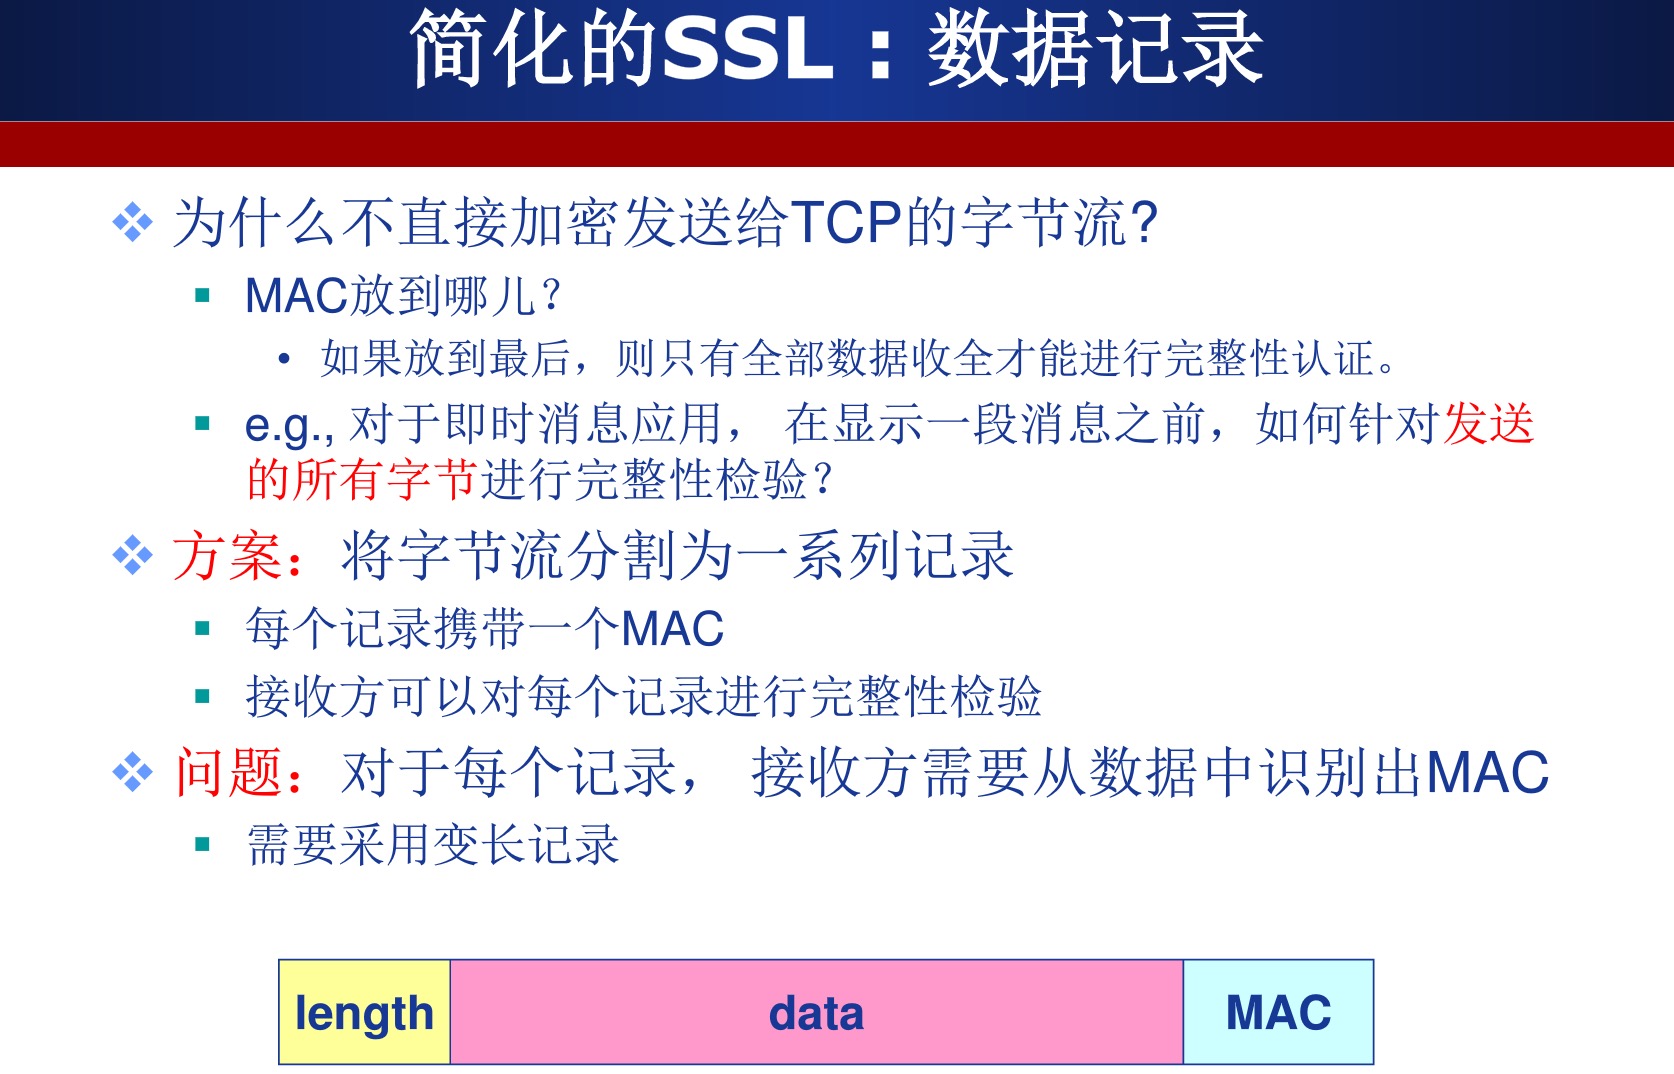 简化的SSL：数据记录
为什么不直接加密发送给TCP的字节流?
MAC放到哪儿？
• 如果放到最后，则只有全部数据收全才能进行完整性认证。
e.g., 对于即时消息应用， 在显示一段消息之前，如何针对发送
的所有字节进行完整性检验？
方案：将字节流分割为一系列记录
每个记录携带一个MAC
接收方可以对每个记录进行完整性检验
问题：对于每个记录， 接收方需要从数据中识别出MAC
需要采用变长记录
length data MAC